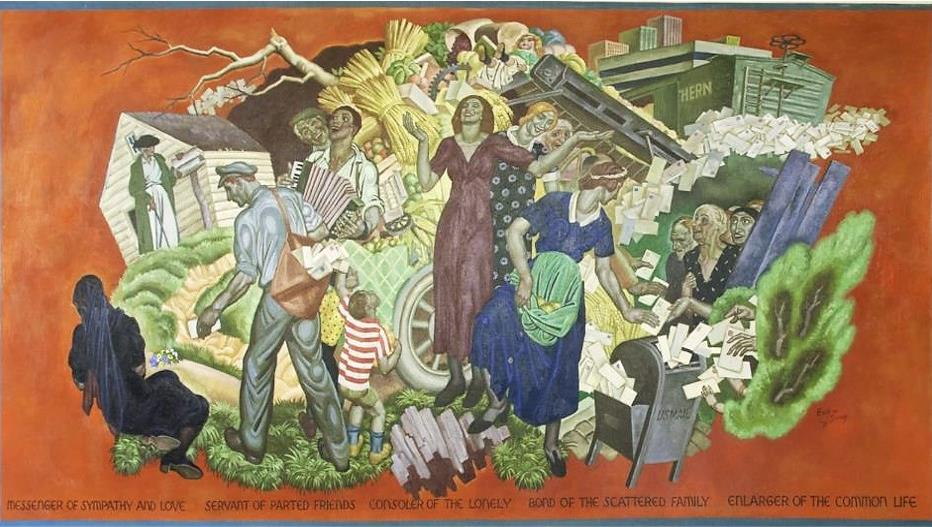 HERN
US MAIL
MESSENGER OF SYMPATHY AND LOVE SERVANT OF PARTED FRIENDS CONSOLER OF THE LONELY BOND OF THE SCATTERED FAMILY ENLARGER OF THE COMMON LIFE